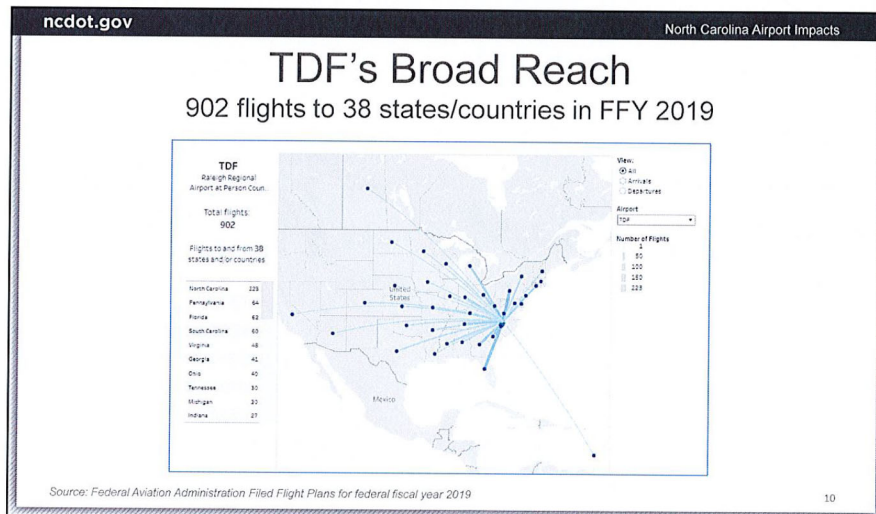 ncdot.gov
North Carolina Airport Impacts
TDF's Broad Reach
902 flights to 38 states/countries in FFY 2019
TDF
Raleigh Regional
Airport at Person Coun..
Total flights:
902
Flights to and from 38
states and/or countries
North Carolina 223
Pennsylvania 64
Florida 62
South Carolina 60
Virginia 48
Georgia 41
Ohio 40
Tennessee 30
Michigan 30
Indiana 27
United
States
Mexico
View:
All
Arrivals
Departures
Airport
TDF
Number of Flights
1
50
100
150
223
Source: Federal Aviation Administration Filed Flight Plans for federal fiscal year 2019
10